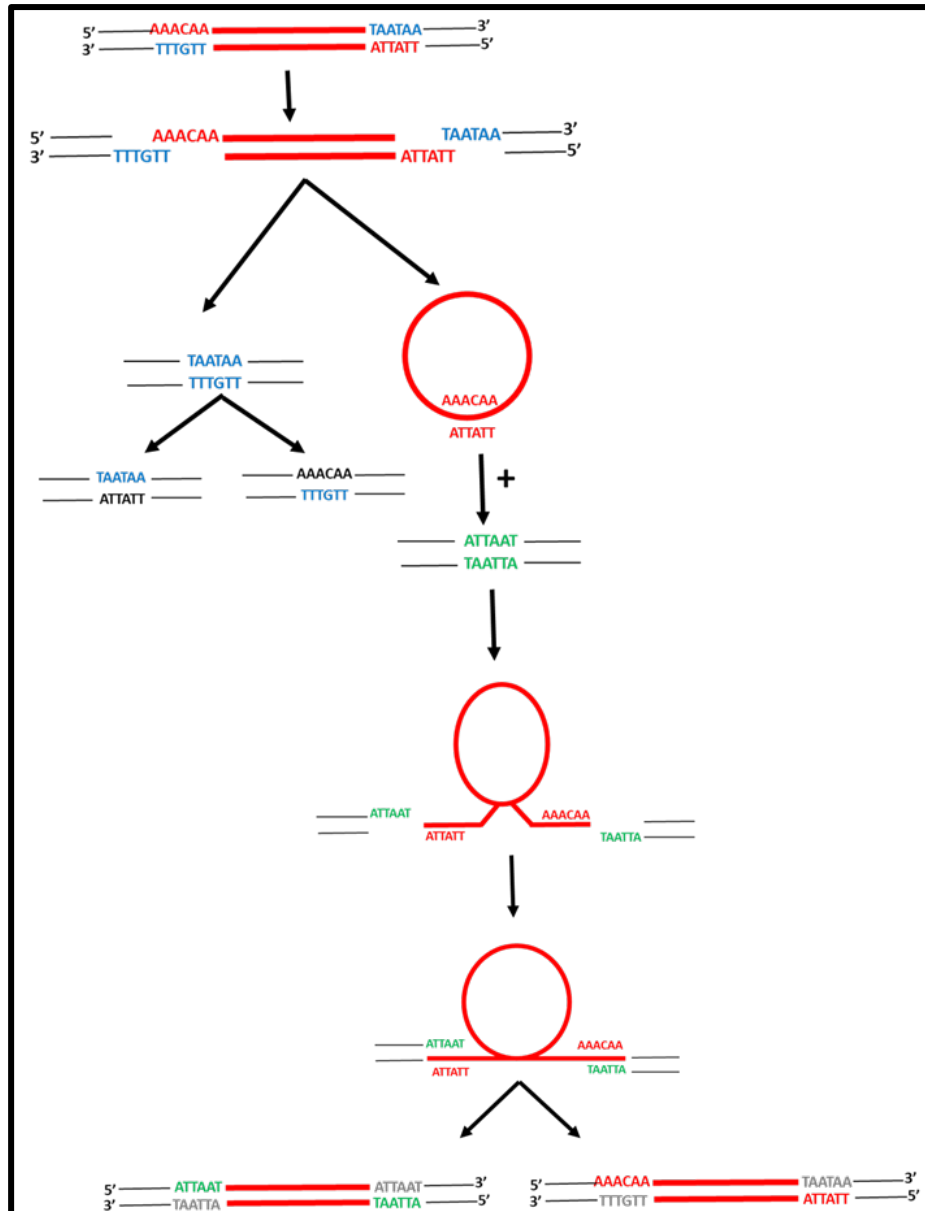 5' AAACAA TAATAA 3'
3' TTTGTT ATTATT 5'
5' AAACAA TAATAA 3'
3' TTTGTT ATTATT 5'
TAATAA
TTTGTT
AAACAA
ATTATT
TAATAA
ATTATT
AAACAA
TTTGTT
+
ATTAAT
TAATTA
ATTAAT AAACAA
ATTATT TAATTA
ATTAAT AAACAA
ATTATT TAATTA
5' ATTAAT ATTAAT 3'
3' TAATTA TAATTA 5'
5' AAACAA TAATAA 3'
3' TTTGTT ATTATT 5'